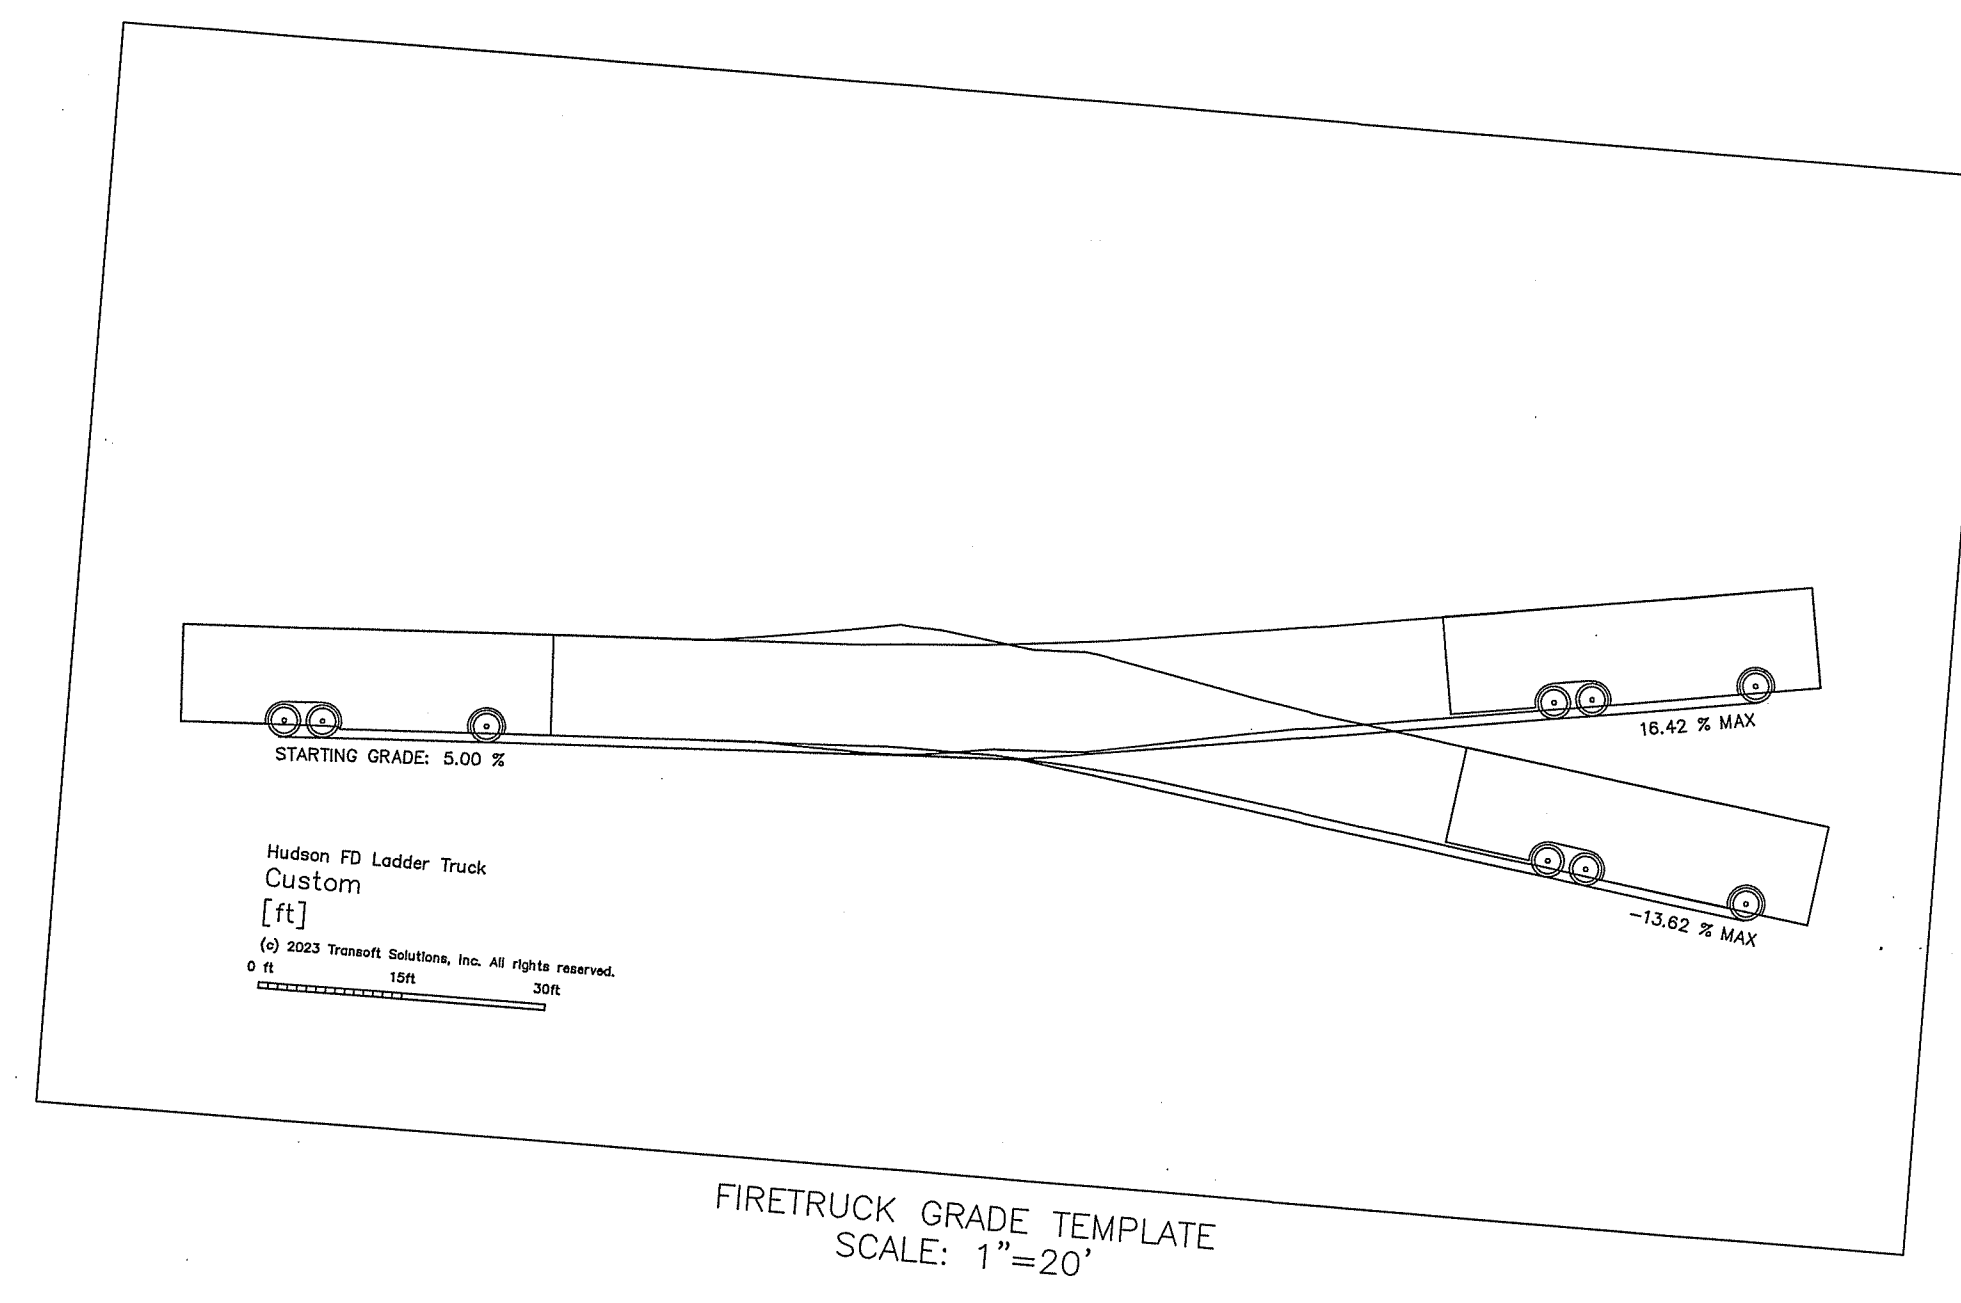 16.42 % MAX
STARTING GRADE: 5.00 %
-13.62 % MAX
Hudson FD Ladder Truck
Custom
[ft]
(c) 2023 Transoft Solutions, Inc. All rights reserved.
0 ft 15ft 30ft
FIRETRUCK GRADE TEMPLATE
SCALE: 1"=20'